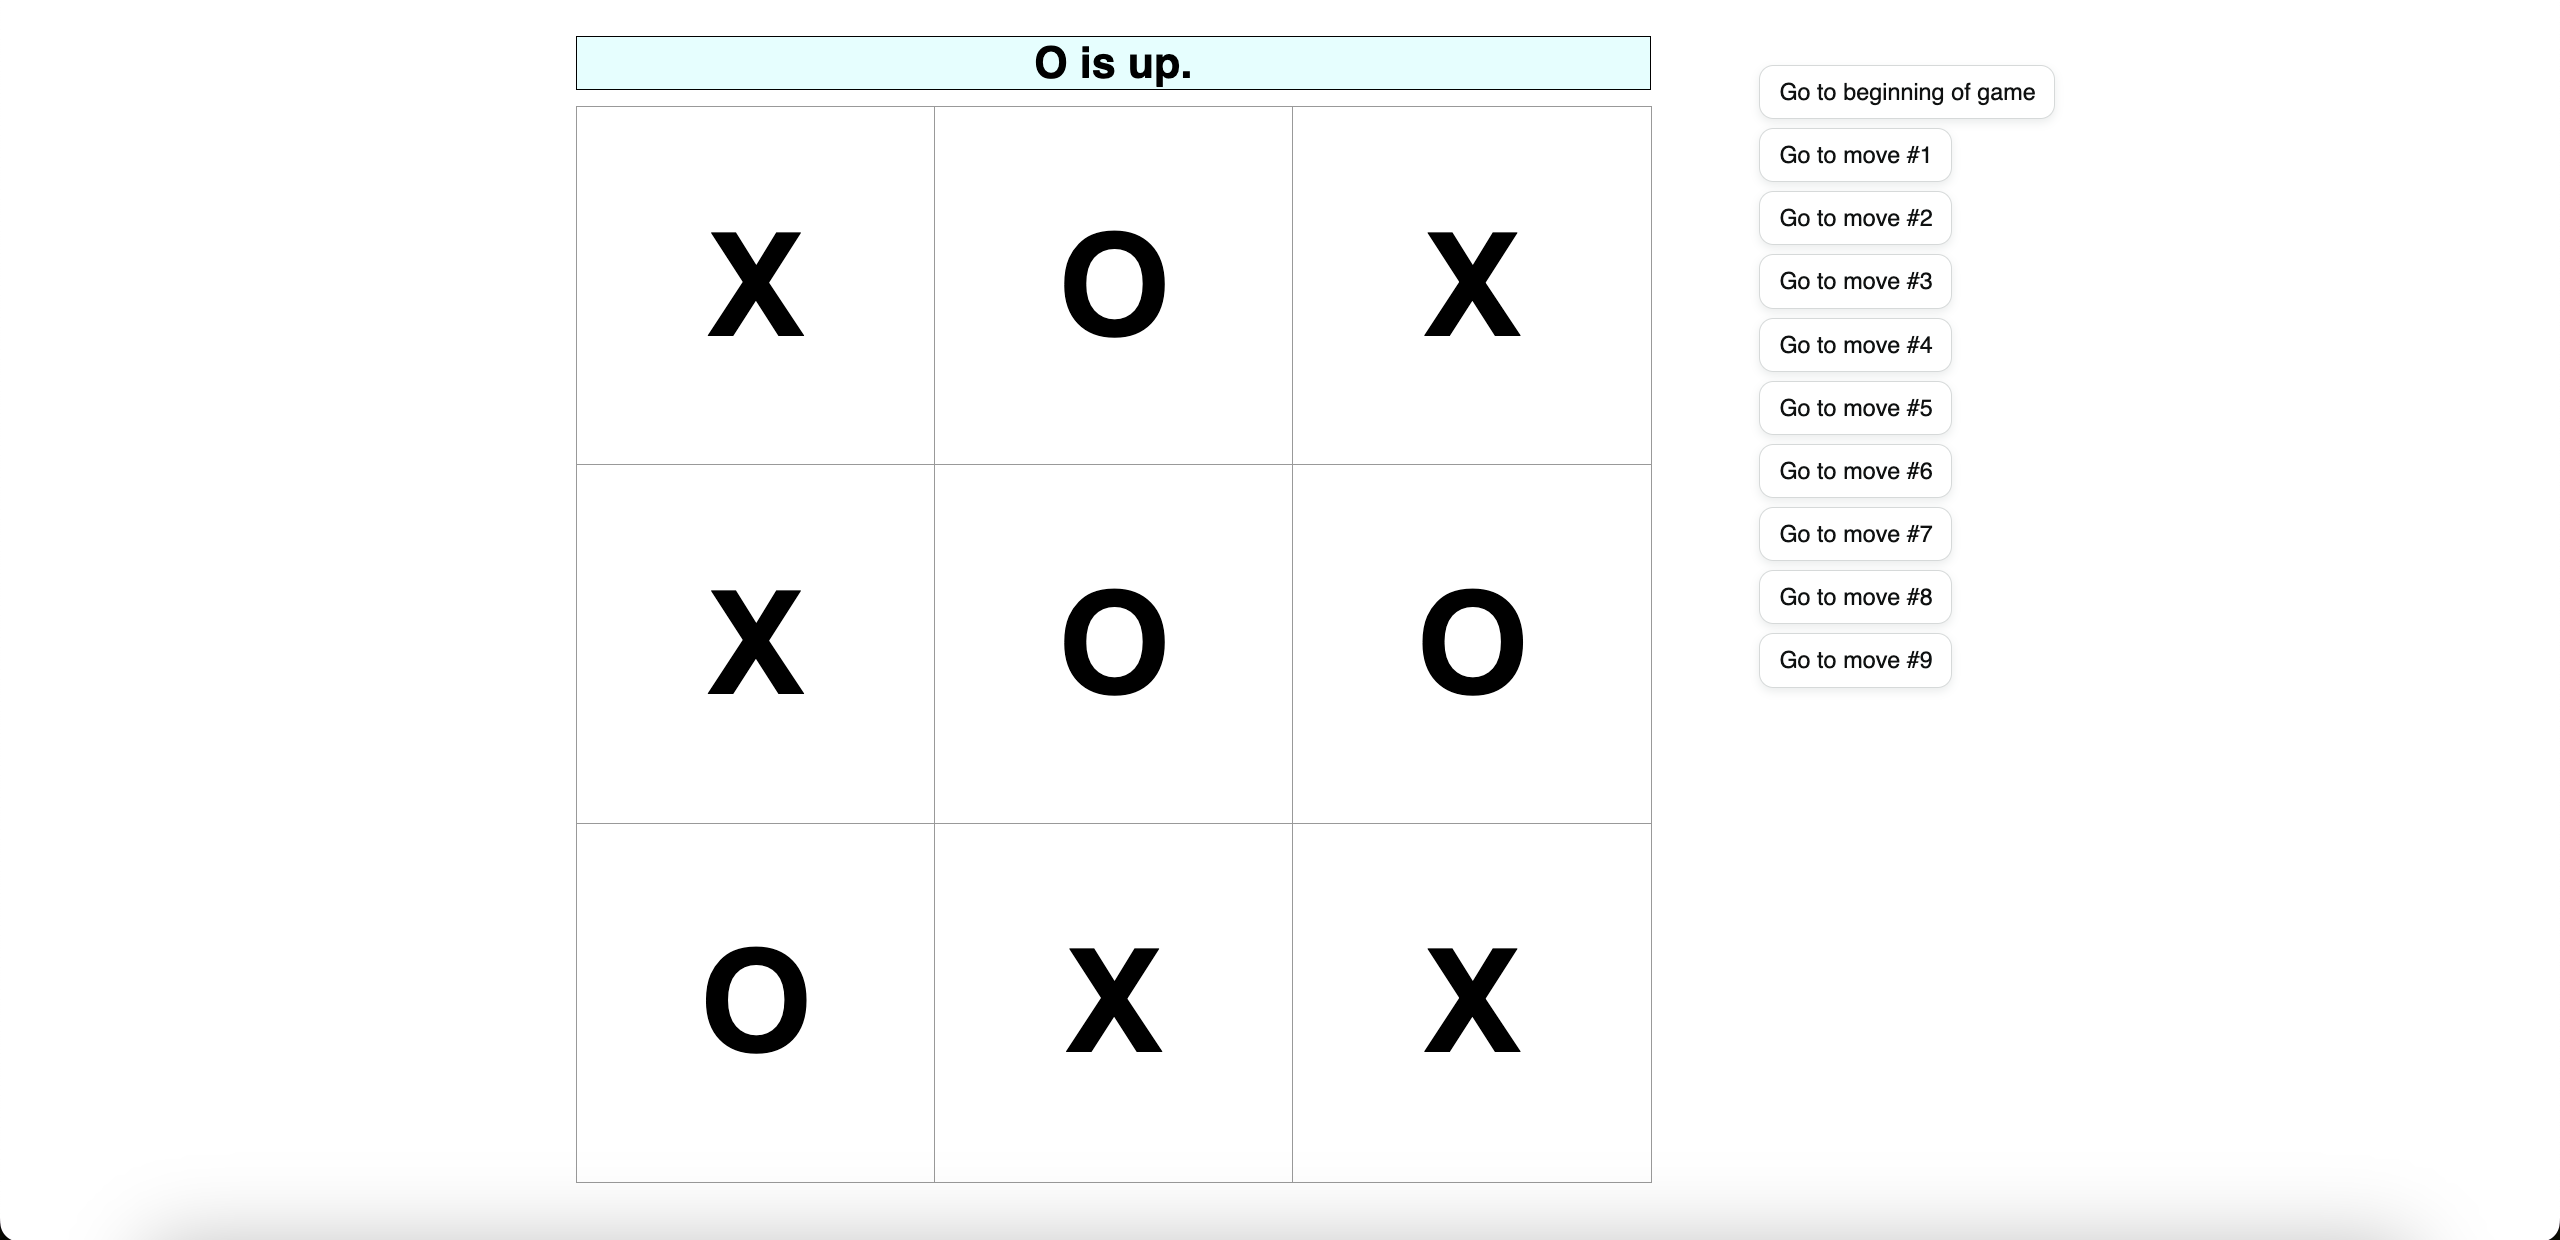 O is up.
X O X
X O O
O X X
Go to beginning of game
Go to move #1
Go to move #2
Go to move #3
Go to move #4
Go to move #5
Go to move #6
Go to move #7
Go to move #8
Go to move #9